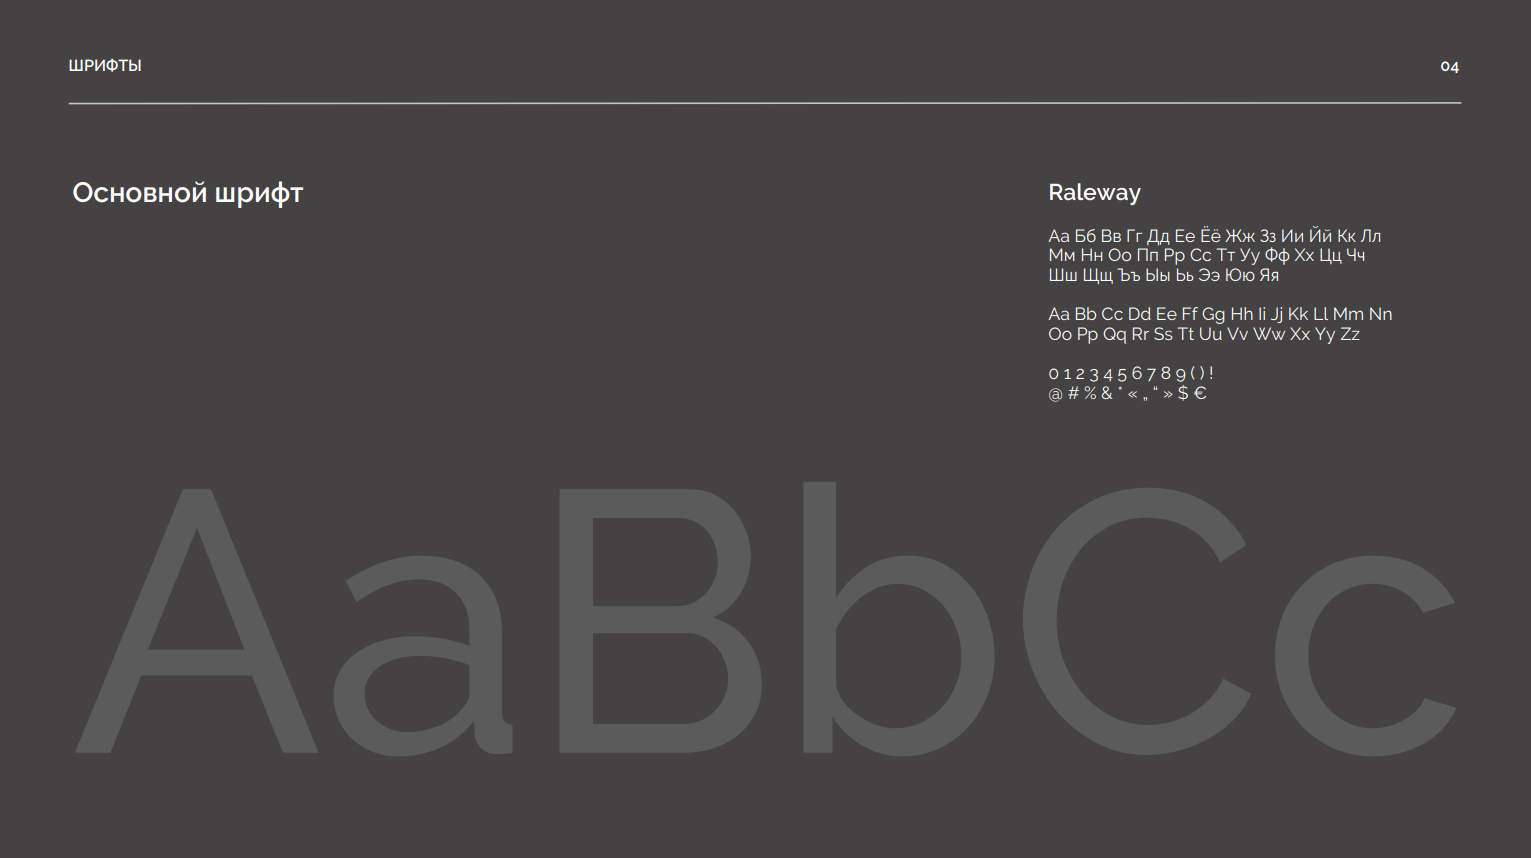 ШРИФТЫ
04
Основной шрифт
Raleway
Аа Бб Вв Гг Дд Ее Ёё Жж Зз Ии Йй Кк Лл
Мм Нн Оо Пп Рр Сс Тт Уу Фф Хх Цц Чч
Шш Щщ Ъъ Ыы Ьь Ээ Юю Яя
Aa Bb Cc Dd Ee Ff Gg Hh Ii Jj Kk Ll Mm Nn
Oo Pp Qq Rr Ss Tt Uu Vv Ww Xx Yy Zz
0 1 2 3 4 5 6 7 8 9 ( ) !
@ # % & * « „ “ » $ €
AaBbCc